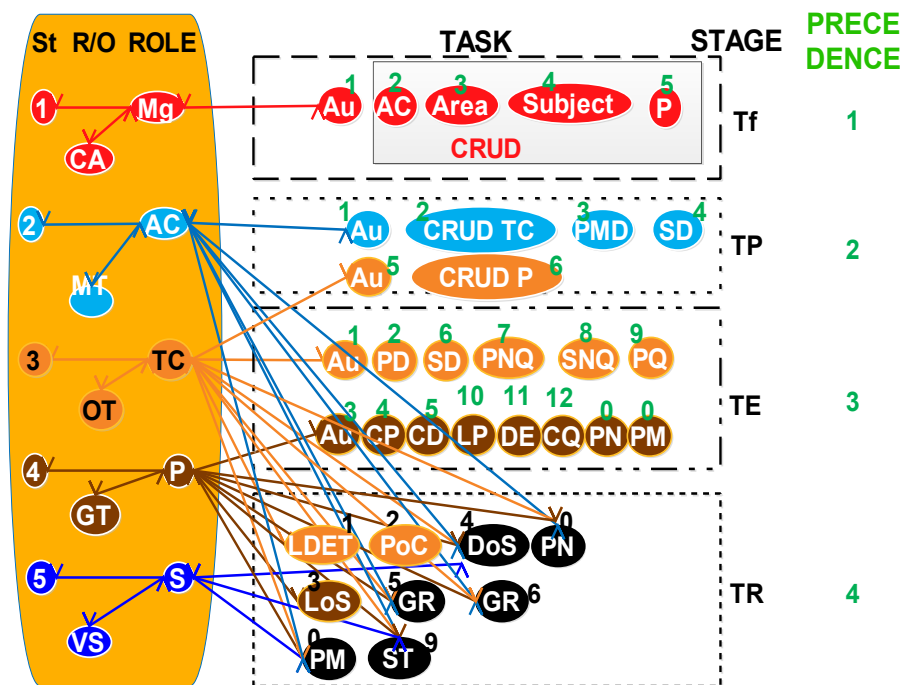 St R/O ROLE TASK STAGE PRECE
DENCE
1 2 3 4 5
1 Mg Au AC Area Subject P Tf 1
CA CRUD
1 2 3 4
2 AC Au CRUD TC PMD SD TP 2
MT Au 5 CRUD P 6
1 2 6 7 8 9
3 TC Au PD SD PNQ SNQ PQ
OT TE 3
3 4 5 10 11 12 0 0
4 P Au CP CD LP DE CQ PN PM
GT
1 2 4 0
LDET PoC DoS PN
5 S 3 5 6 TR 4
LoS GR GR
VS 0 9
PM ST